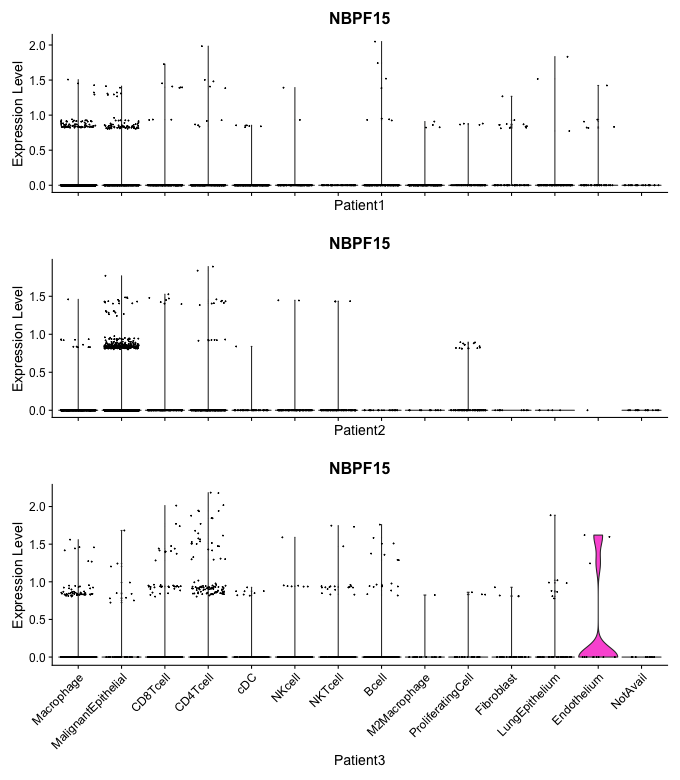 NBPF15
Expression Level
2.0
1.5
1.0
0.5
0.0
Patient1
NBPF15
Expression Level
1.5
1.0
0.5
0.0
Patient2
NBPF15
Expression Level
2.0
1.5
1.0
0.5
0.0
Macrophage
MalignantEpithelial
CD8Tcell
CD4Tcell
cDC
NKcell
NKTcell
Bcell
M2Macrophage
ProliferatingCell
Fibroblast
LungEpithelium
Endothelium
NotAvail
Patient3